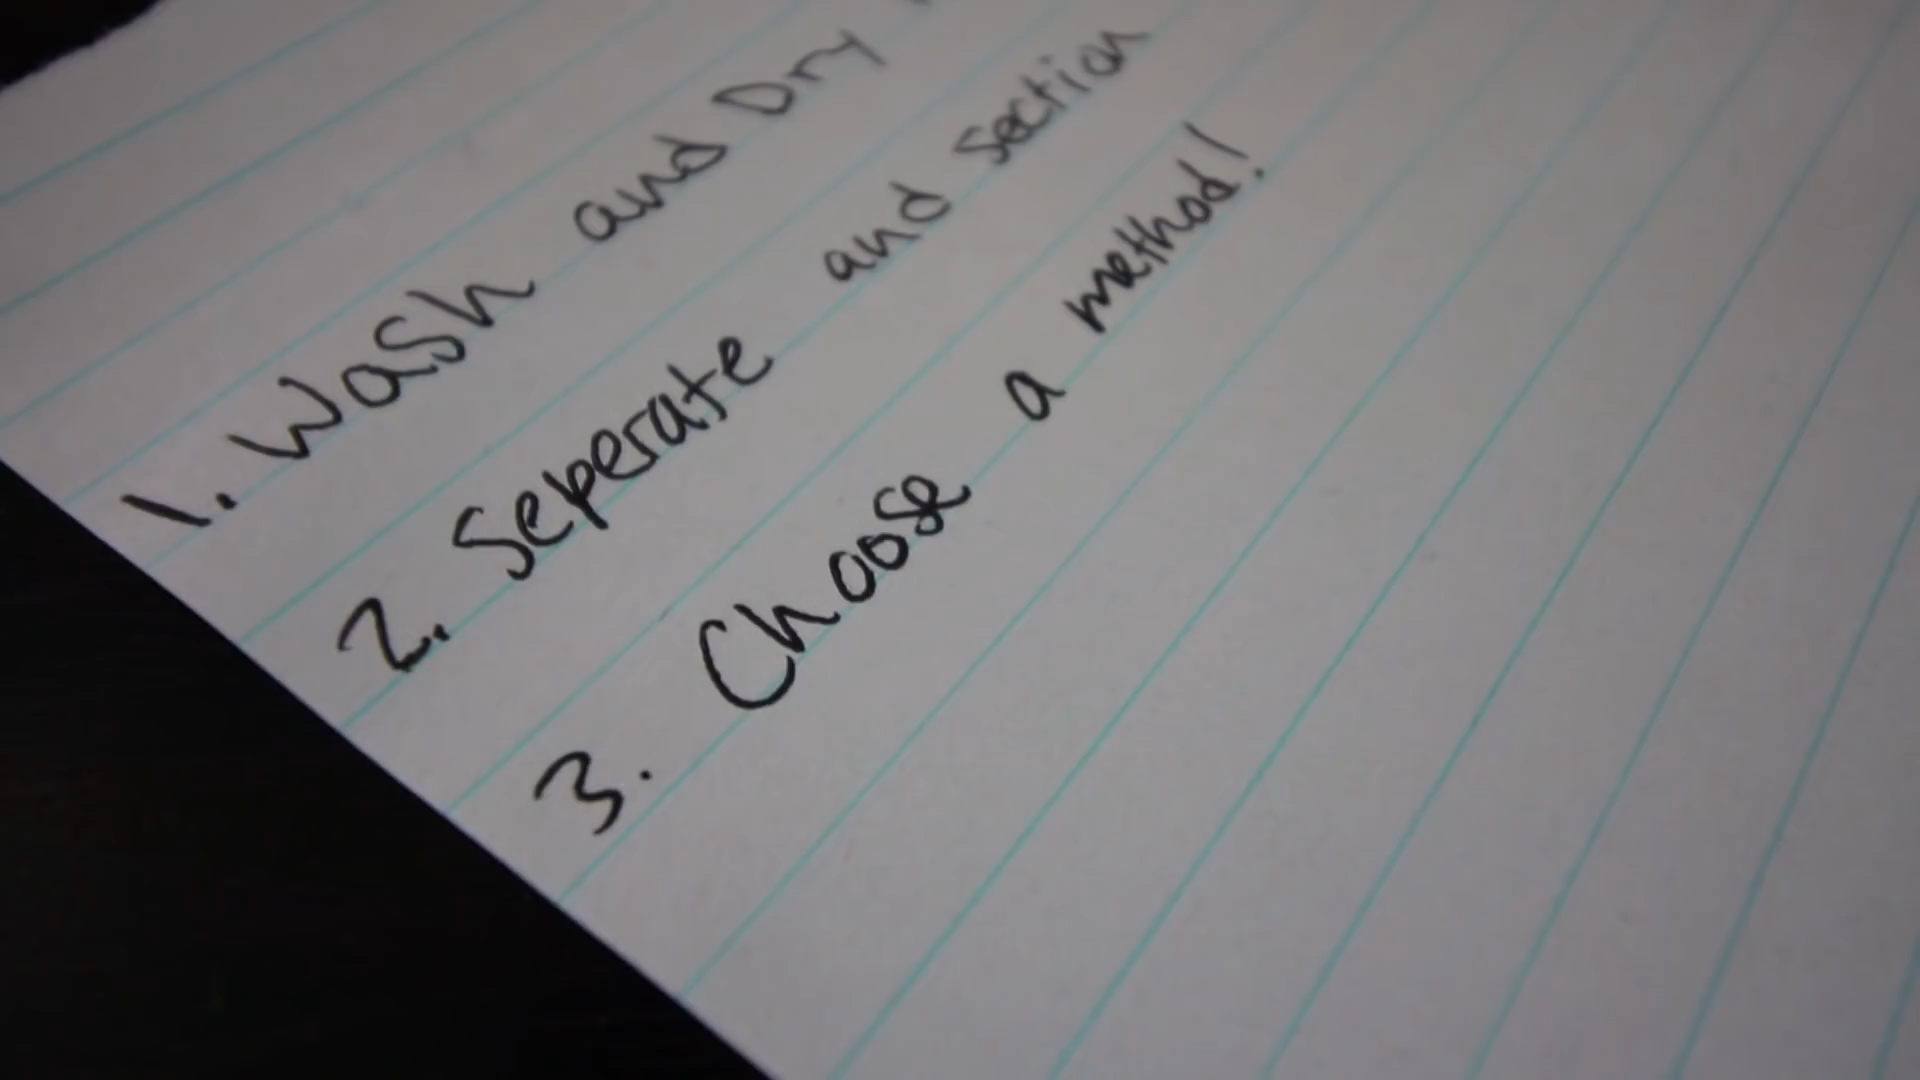 1. Wash and Dry
2. Seperate and section
3. Choose a method!